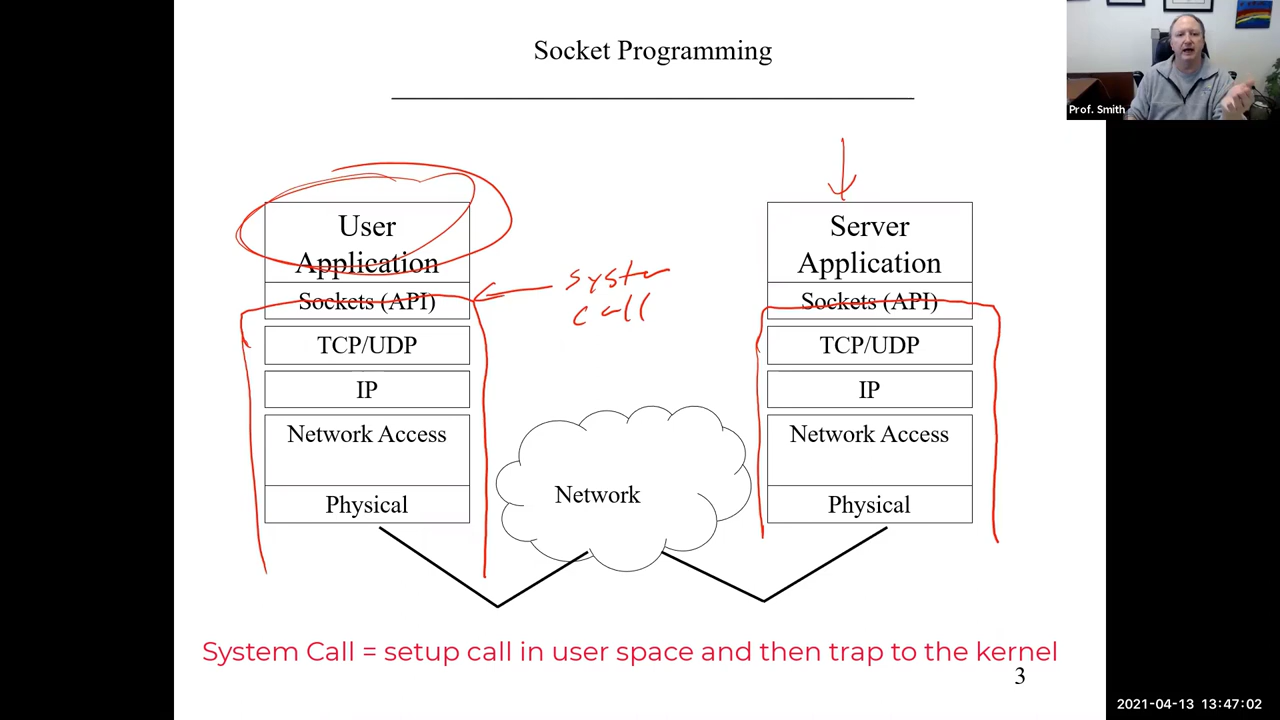 Socket Programming
Prof. Smith
User
Application
Sockets (API)
TCP/UDP
IP
Network Access
Physical
system
call
Network
Server
Application
Sockets (API)
TCP/UDP
IP
Network Access
Physical
System Call = setup call in user space and then trap to the kernel
3
2021-04-13 13:47:02